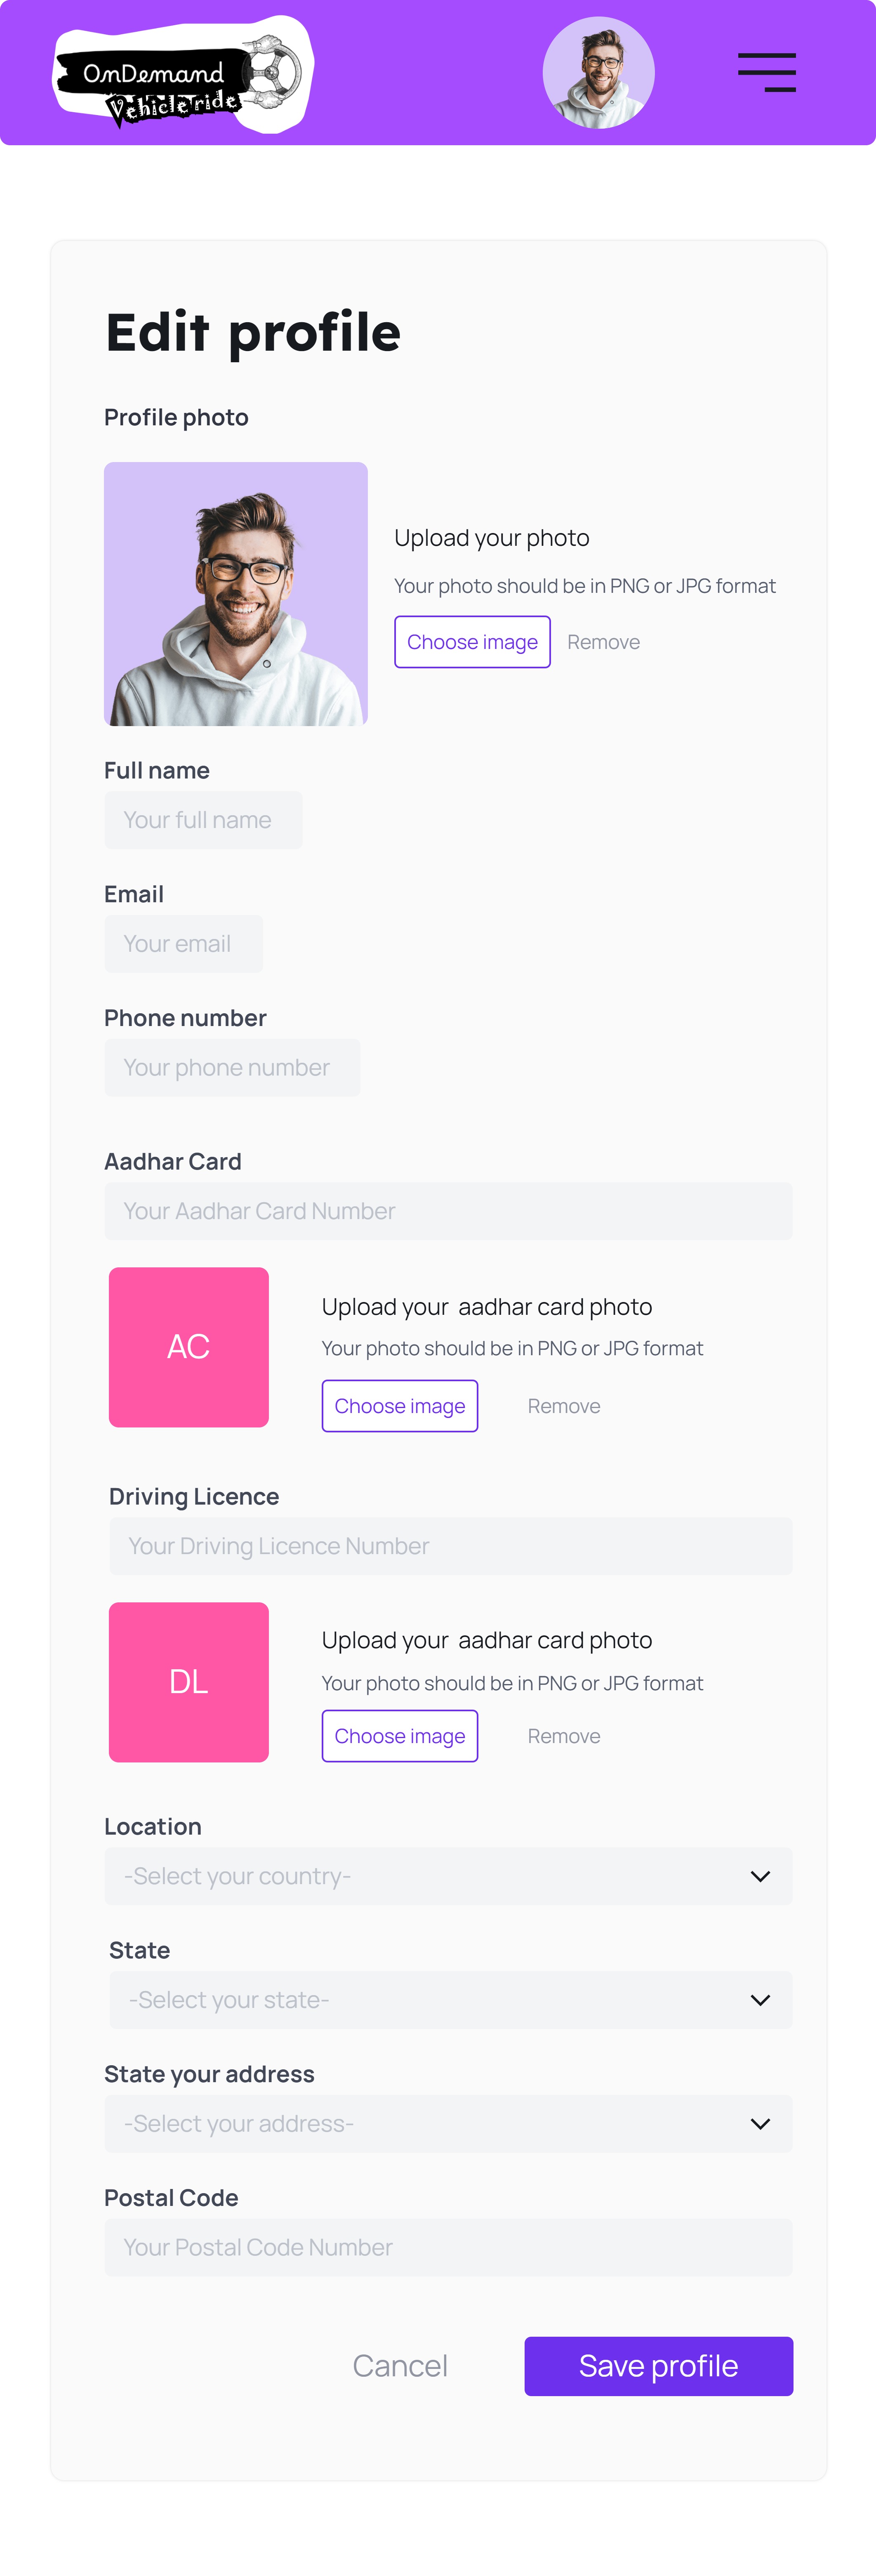 OnDemand
Vehicleride
Edit profile
Profile photo
Upload your photo
Your photo should be in PNG or JPG format
Choose image Remove
Full name
Your full name
Email
Your email
Phone number
Your phone number
Aadhar Card
Your Aadhar Card Number
AC
Upload your aadhar card photo
Your photo should be in PNG or JPG format
Choose image Remove
Driving Licence
Your Driving Licence Number
DL
Upload your aadhar card photo
Your photo should be in PNG or JPG format
Choose image Remove
Location
-Select your country-
State
-Select your state-
State your address
-Select your address-
Postal Code
Your Postal Code Number
Cancel Save profile